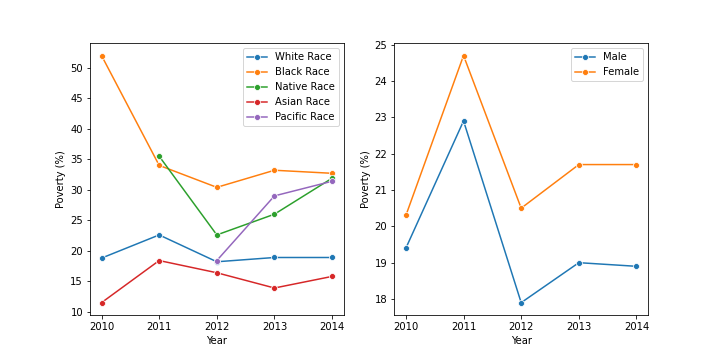 White Race
Black Race
Native Race
Asian Race
Pacific Race
50
45
40
35
30
25
20
15
10
Poverty (%)
2010 2011 2012 2013 2014
Year
Male
Female
25
24
23
22
21
20
19
18
Poverty (%)
2010 2011 2012 2013 2014
Year